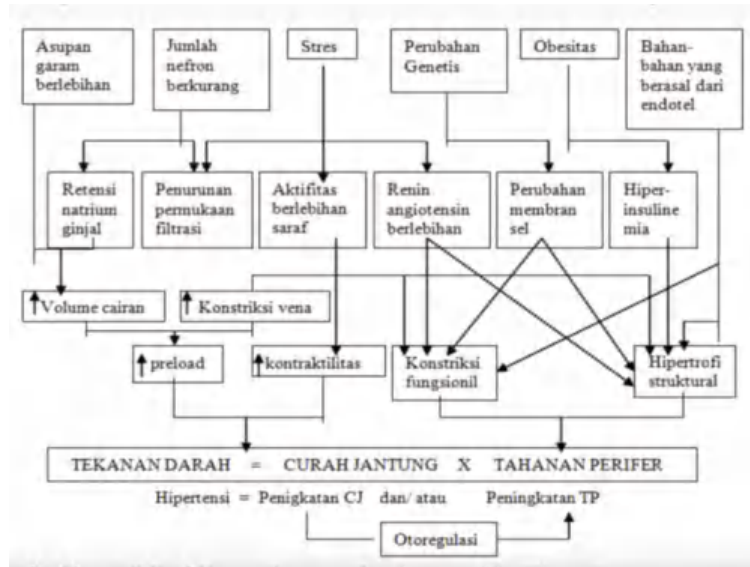 Asupan
garam
berlebihan
Jumlah
nefron
berkurang
Stres
Perubahan
Genetis
Obesitas
Bahan-
bahan yang
berasal dari
endotel
Retensi
natrium
ginjal
Penurunan
permukaan
filtrasi
Aktifitas
berlebihan
saraf
Renin
angiotensin
berlebihan
Perubahan
membran
sel
Hiper-
insuline
mia
Volume cairan
Konstriksi vena
preload
kontraktilitas
Konstriksi
fungsionil
Hipertrofi
struktural
TEKANAN DARAH = CURAH JANTUNG X TAHANAN PERIFER
Hipertensi = Penigkatan CJ dan/ atau Peningkatan TP
Otoregulasi